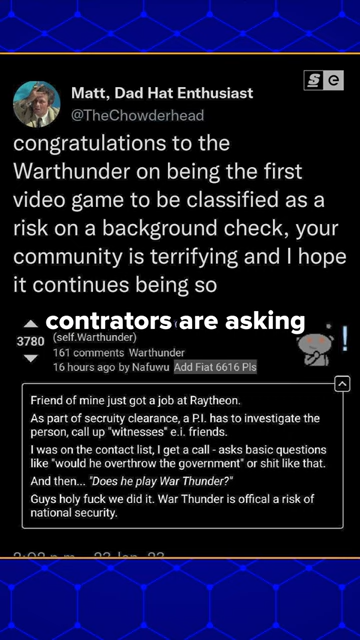 Matt, Dad Hat Enthusiast
@TheChowderhead
S e
congratulations to the
Warthunder on being the first
video game to be classified as a
risk on a background check, your
community is terrifying and I hope
it continues being so
contrators are asking
3780
(self.Warthunder)
161 comments Warthunder
16 hours ago by Nafuwu Add Fiat 6616 Pls
Friend of mine just got a job at Raytheon.
As part of secruity clearance, a P.I. has to investigate the
person, call up "witnesses" e.i. friends.
I was on the contact list, I get a call - asks basic questions
like "would he overthrow the government" or shit like that.
And then... "Does he play War Thunder?"
Guys holy fuck we did it. War Thunder is offical a risk of
national security.